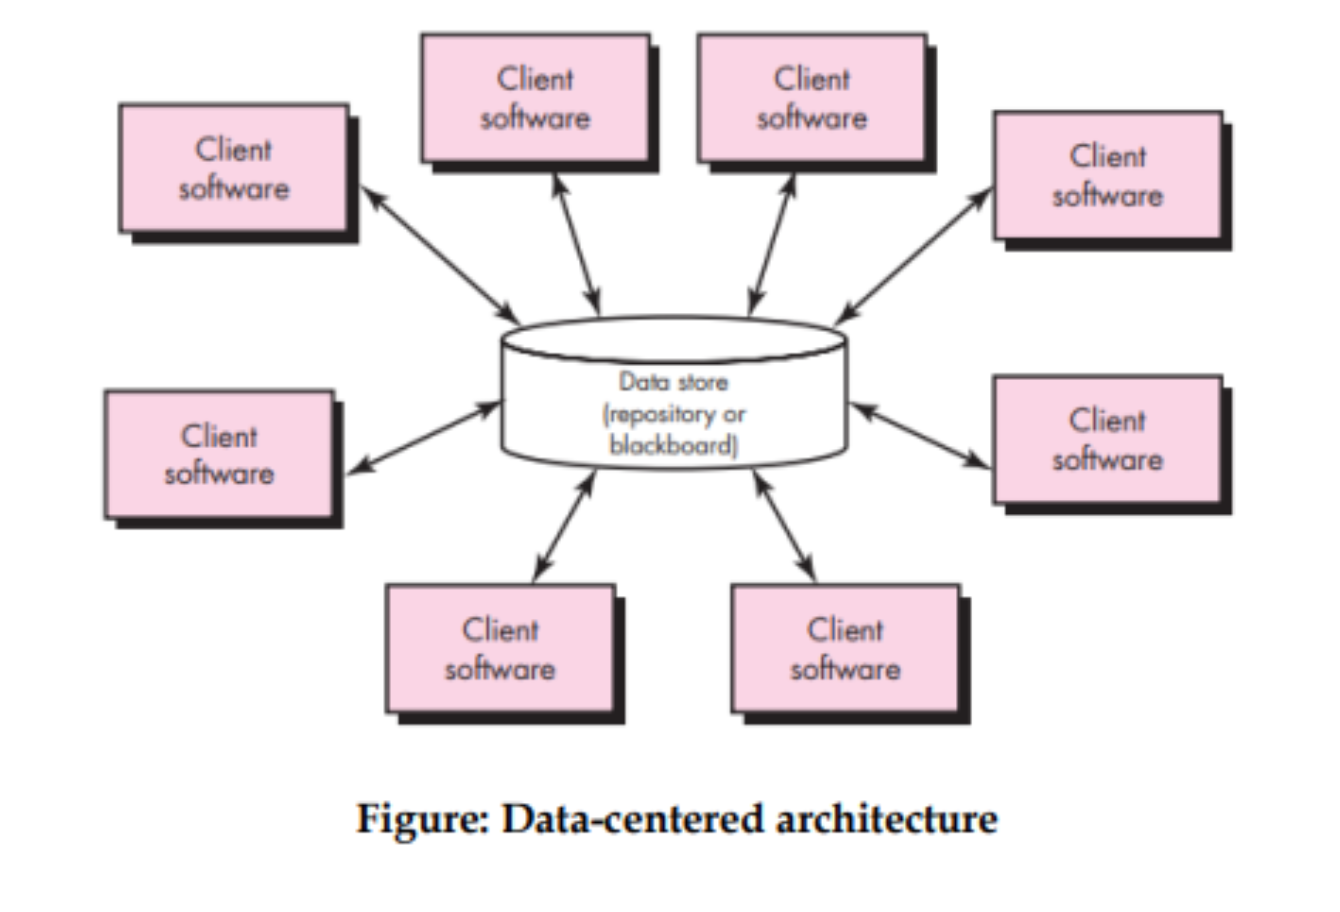 Client
software
Client
software
Client
software
Client
software
Data store
(repository or
blackboard)
Client
software
Client
software
Client
software
Client
software
Figure: Data-centered architecture